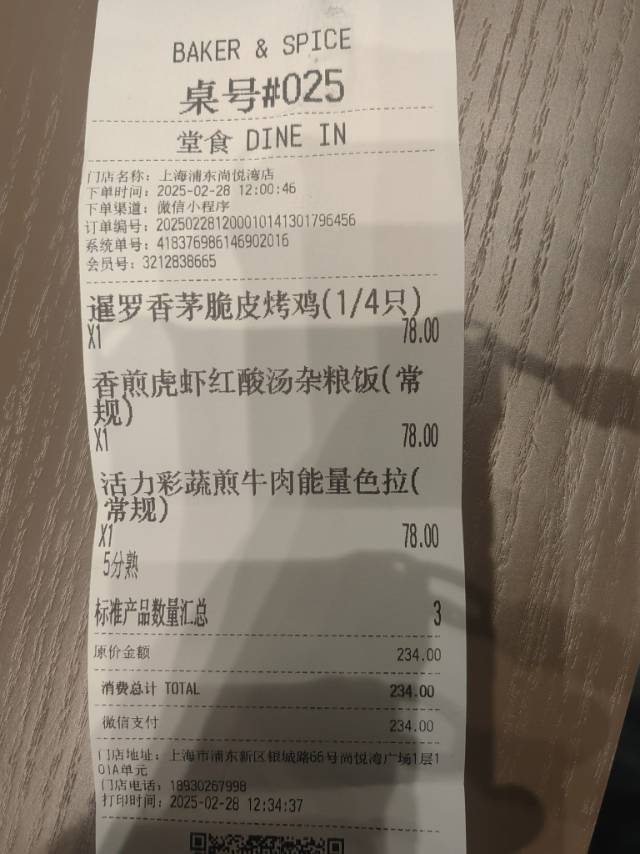 BAKER & SPICE
桌号#025
堂食 DINE IN
门店名称: 上海浦东尚悦湾店
下单时间: 2025-02-28 12:00:46
下单渠道: 微信小程序
订单编号: 202502281200010141301796456
系统单号: 418376986146902016
会员号: 3212838665
暹罗香茅脆皮烤鸡(1/4只)
X1 78.00
香煎虎虾红酸汤杂粮饭(常
规)
X1 78.00
活力彩蔬煎牛肉能量色拉(
常规)
X1 78.00
5分熟
标准产品数量汇总 3
原价金额 234.00
消费总计 TOTAL 234.00
微信支付 234.00
门店地址: 上海市浦东新区银城路66号尚悦湾广场1层1
01A单元
门店电话: 18930267998
打印时间: 2025-02-28 12:34:37